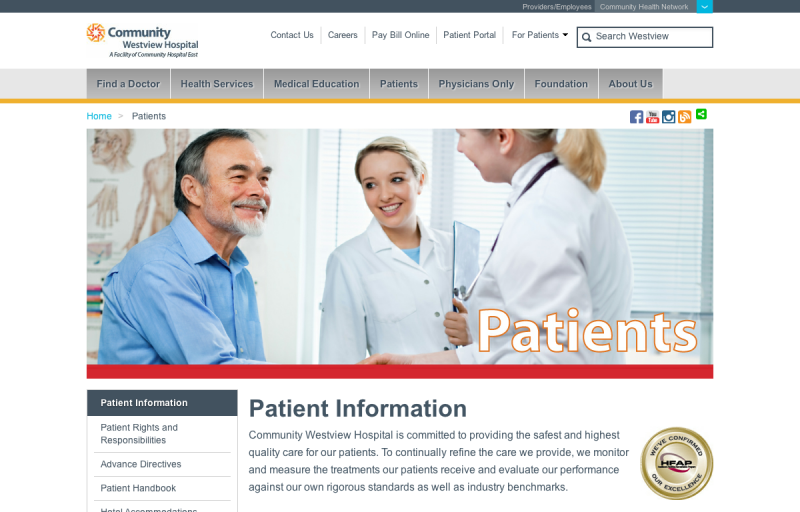 Providers/Employees
Community Health Network
Community
Westview Hospital
A Facility of Community Hospital East
Contact Us
Careers
Pay Bill Online
Patient Portal
For Patients
Search Westview
Find a Doctor
Health Services
Medical Education
Patients
Physicians Only
Foundation
About Us
Home > Patients
You
Tube
Patients
Patient Information
Patient Rights and
Responsibilities
Advance Directives
Patient Handbook
Hotel Accommodations
Patient Information
Community Westview Hospital is committed to providing the safest and highest
quality care for our patients. To continually refine the care we provide, we monitor
and measure the treatments our patients receive and evaluate our performance
against our own rigorous standards as well as industry benchmarks.
WE'VE CONFIRMED
HFAP
OUR EXCELLENCE